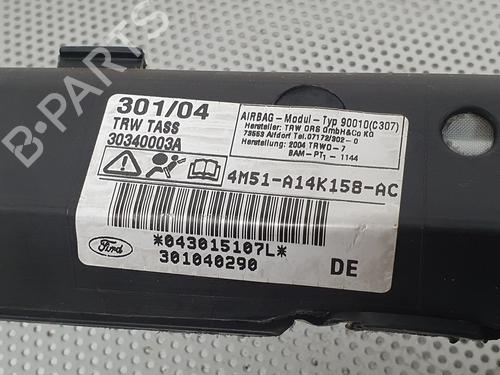 301/04
TRW TASS
30340003A
AIRBAG-Modul-Typ 90010(C307)
Hersteller: TRW ORS GmbH&Co KG
73553 Alfdorf Tel.07172/302-0
Herstellung: 2004 TRWO-7
BAM-PT1-1144
4M51-A14K158-AC
*043015107L*
301040290
DE
Ford
B-PARTS